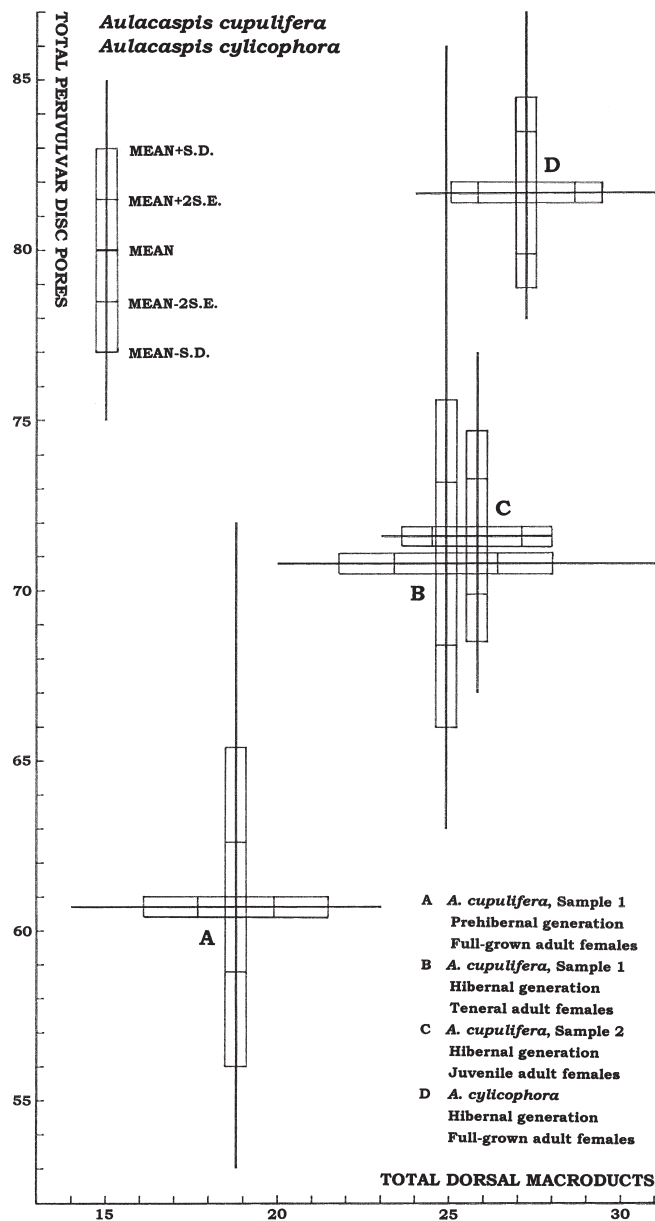 Aulacaspis cupulifera
Aulacaspis cylicophora
TOTAL PERIVULVAR DISC PORES
85
80
75
70
65
60
55
MEAN+S.D.
MEAN+2S.E.
MEAN
MEAN-2S.E.
MEAN-S.D.
D
C
B
A
A A. cupulifera, Sample 1
Prehibernal generation
Full-grown adult females
B A. cupulifera, Sample 1
Hibernal generation
Teneral adult females
C A. cupulifera, Sample 2
Hibernal generation
Juvenile adult females
D A. cylicophora
Hibernal generation
Full-grown adult females
TOTAL DORSAL MACRODUCTS
15 20 25 30